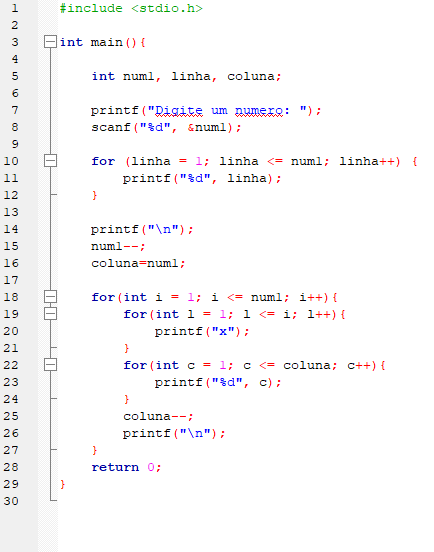 1 #include <stdio.h>
2
3 int main(){
4
5 int num1, linha, coluna;
6
7 printf("Digite um numero: ");
8 scanf("%d", &num1);
9
10 for (linha = 1; linha <= num1; linha++) {
11 printf("%d", linha);
12 }
13
14 printf("\n");
15 num1--;
16 coluna=num1;
17
18 for(int i = 1; i <= num1; i++){
19 for(int l = 1; l <= i; l++){
20 printf("x");
21 }
22 for(int c = 1; c <= coluna; c++){
23 printf("%d", c);
24 }
25 coluna--;
26 printf("\n");
27 }
28 return 0;
29 }
30